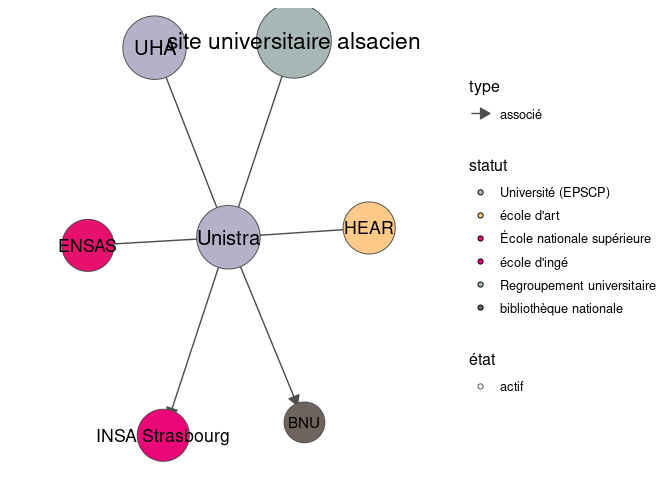 UHA
site universitaire alsacien
ENSAS
Unistra
HEAR
INSA Strasbourg
BNU
type
associé
statut
Université (EPSCP)
école d'art
École nationale supérieure
école d'ingé
Regroupement universitaire
bibliothèque nationale
état
actif